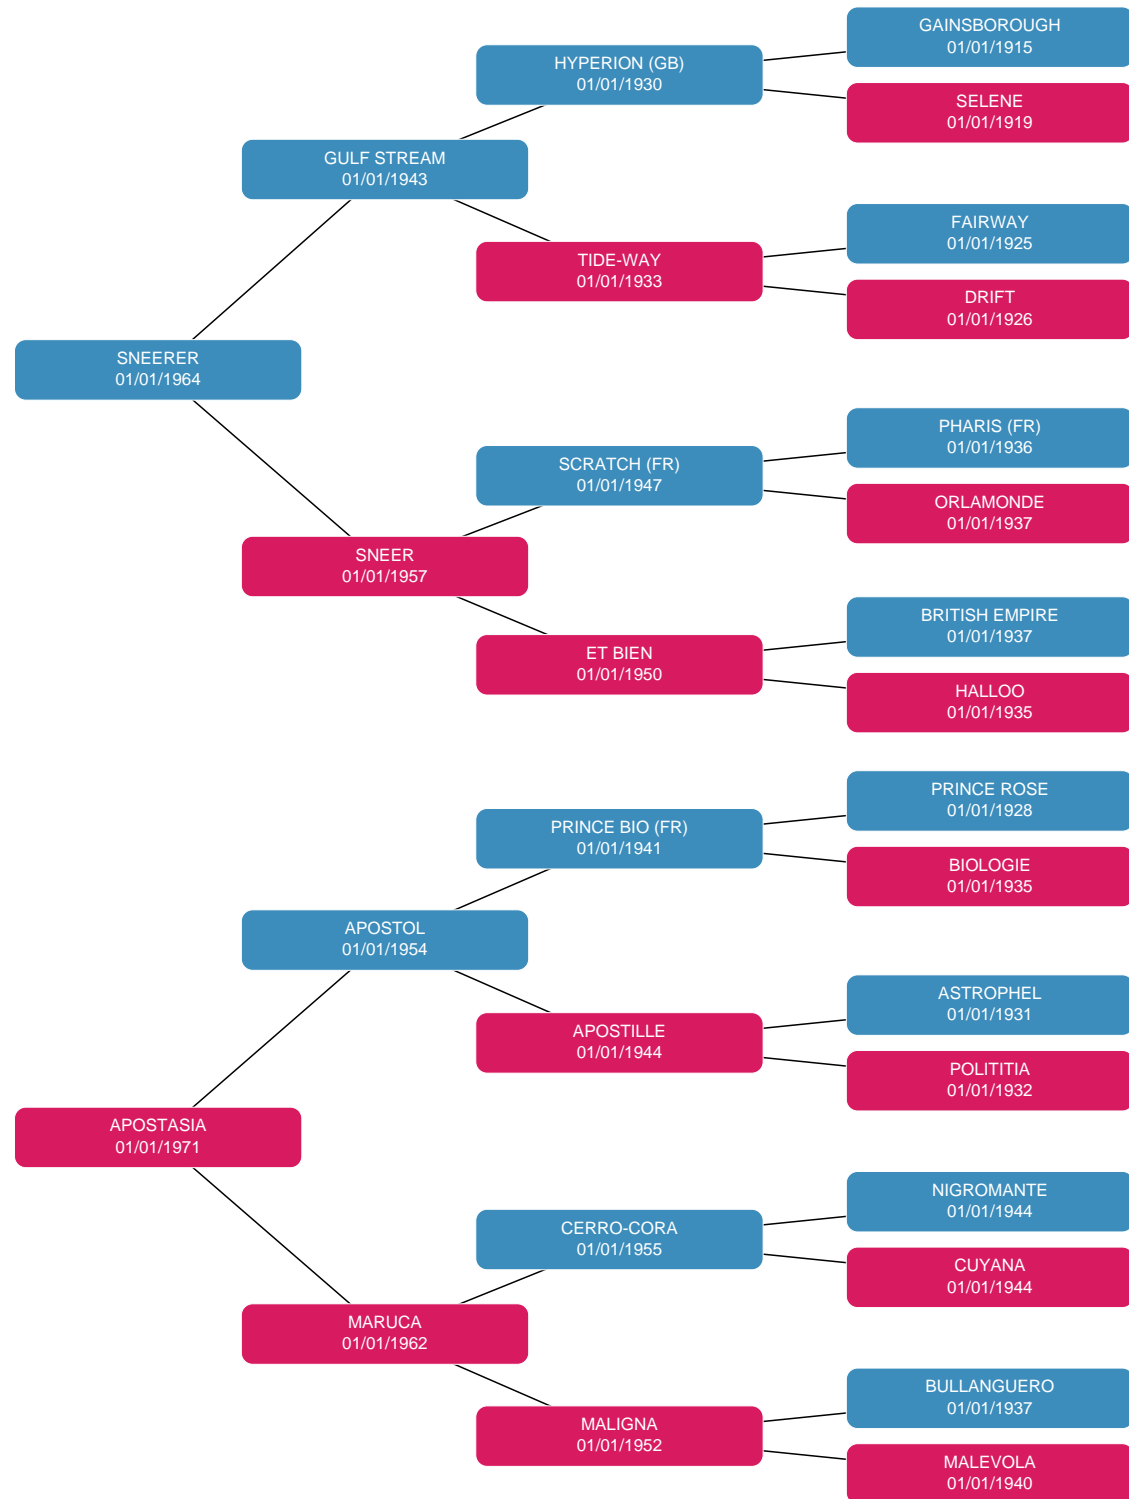 GAINSBOROUGH
01/01/1915
HYPERION (GB)
01/01/1930
SELENE
01/01/1919
GULF STREAM
01/01/1943
FAIRWAY
01/01/1925
TIDE-WAY
01/01/1933
DRIFT
01/01/1926
SNEERER
01/01/1964
PHARIS (FR)
01/01/1936
SCRATCH (FR)
01/01/1947
ORLAMONDE
01/01/1937
SNEER
01/01/1957
BRITISH EMPIRE
01/01/1937
ET BIEN
01/01/1950
HALLOO
01/01/1935
PRINCE ROSE
01/01/1928
PRINCE BIO (FR)
01/01/1941
BIOLOGIE
01/01/1935
APOSTOL
01/01/1954
ASTROPHEL
01/01/1931
APOSTILLE
01/01/1944
POLITITIA
01/01/1932
APOSTASIA
01/01/1971
NIGROMANTE
01/01/1944
CERRO-CORA
01/01/1955
CUYANA
01/01/1944
MARUCA
01/01/1962
BULLANGUERO
01/01/1937
MALIGNA
01/01/1952
MALEVOLA
01/01/1940